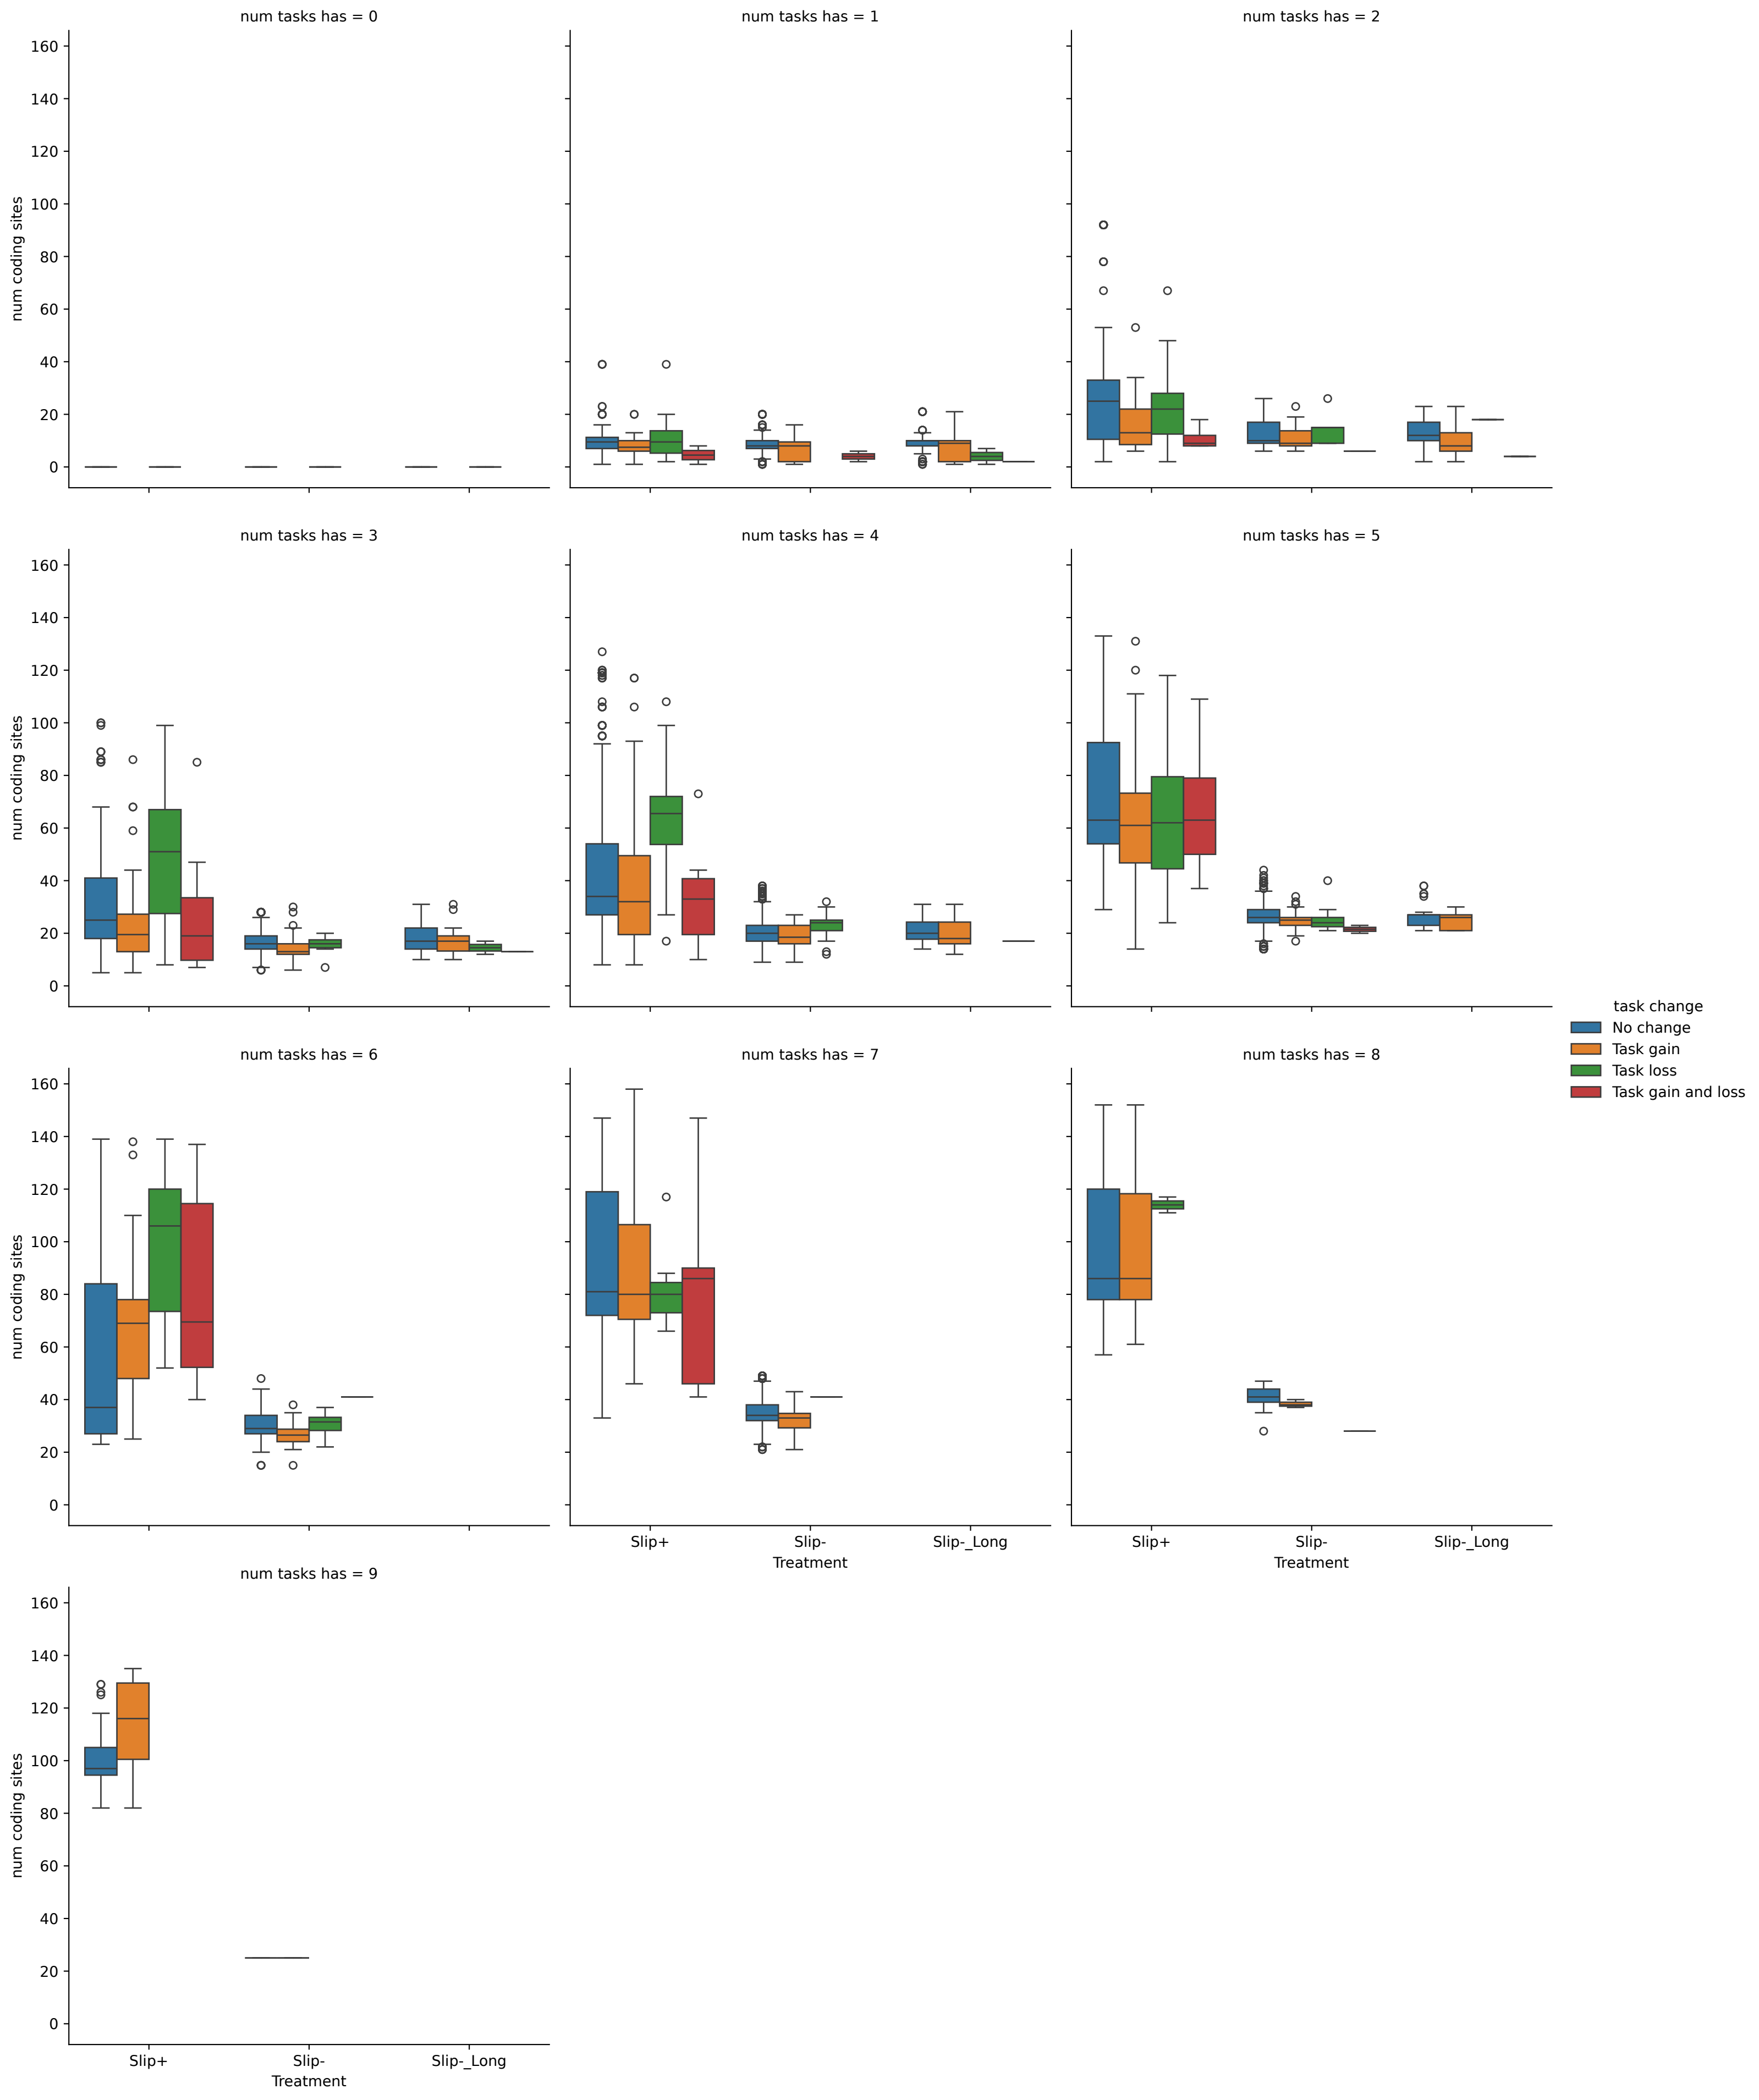 num tasks has = 0
num tasks has = 1
num tasks has = 2
160
140
120
100
80
60
40
20
0
num coding sites
num tasks has = 3
num tasks has = 4
num tasks has = 5
160
140
120
100
80
60
40
20
0
num coding sites
task change
No change
Task gain
Task loss
Task gain and loss
num tasks has = 6
num tasks has = 7
num tasks has = 8
160
140
120
100
80
60
40
20
0
num coding sites
Slip+
Slip-
Slip-_Long
Treatment
Slip+
Slip-
Slip-_Long
Treatment
num tasks has = 9
160
140
120
100
80
60
40
20
0
num coding sites
Slip+
Slip-
Slip-_Long
Treatment